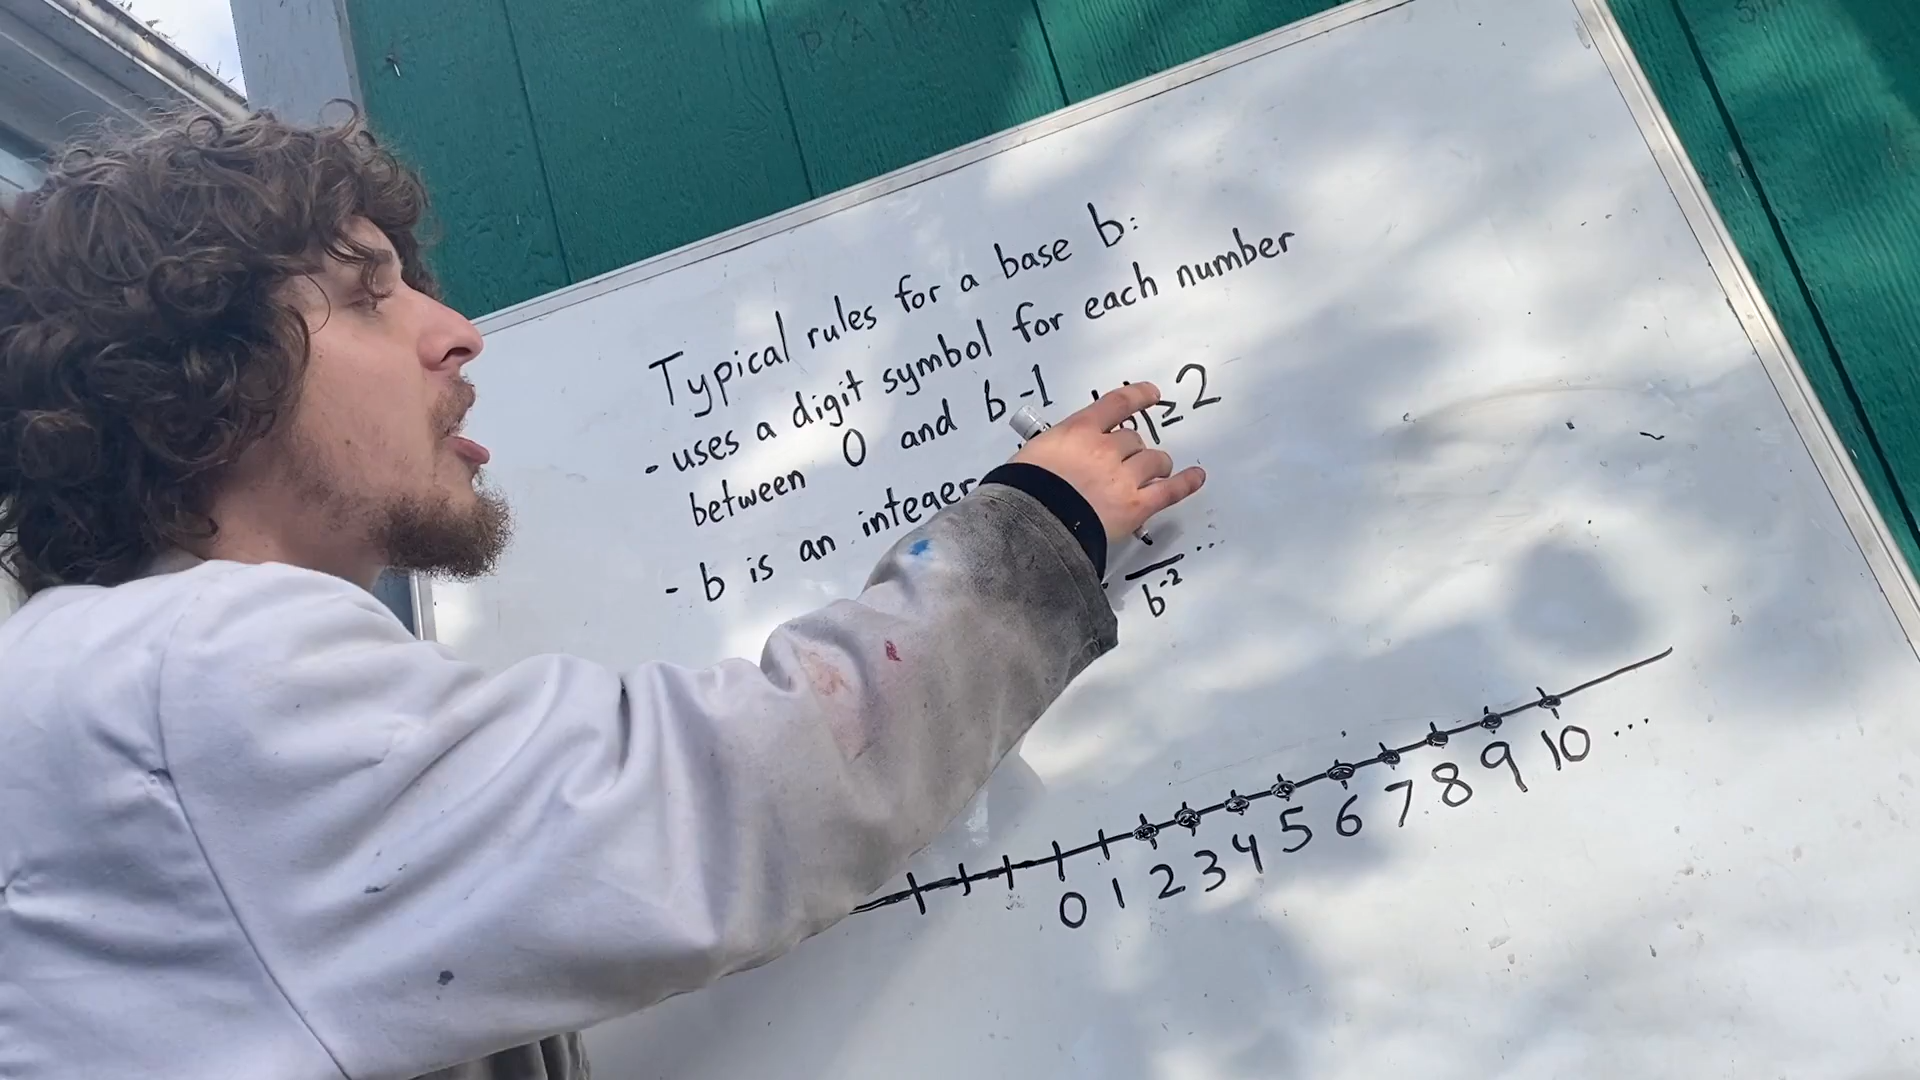 Typical rules for a base b:
- uses a digit symbol for each number
between 0 and b-1
- b is an integer
≥ 2
. ___ ...
b⁻²
0 1 2 3 4 5 6 7 8 9 10 ...